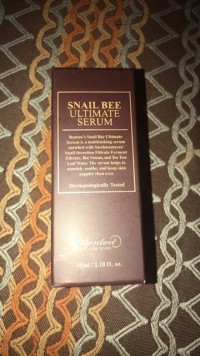 SNAIL BEE
ULTIMATE
SERUM
Benton's Snail Bee Ultimate
Serum is a multitasking serum
enriched with Saccharomyces/
Snail Secretion Filtrate Ferment
Filtrate, Bee Venom, and Tea Tree
Leaf Water. The serum helps to
nourish, soothe, and keep skin
suppler than ever.
Dermatologically Tested
Benton
35ml / 1.18 fl. oz.